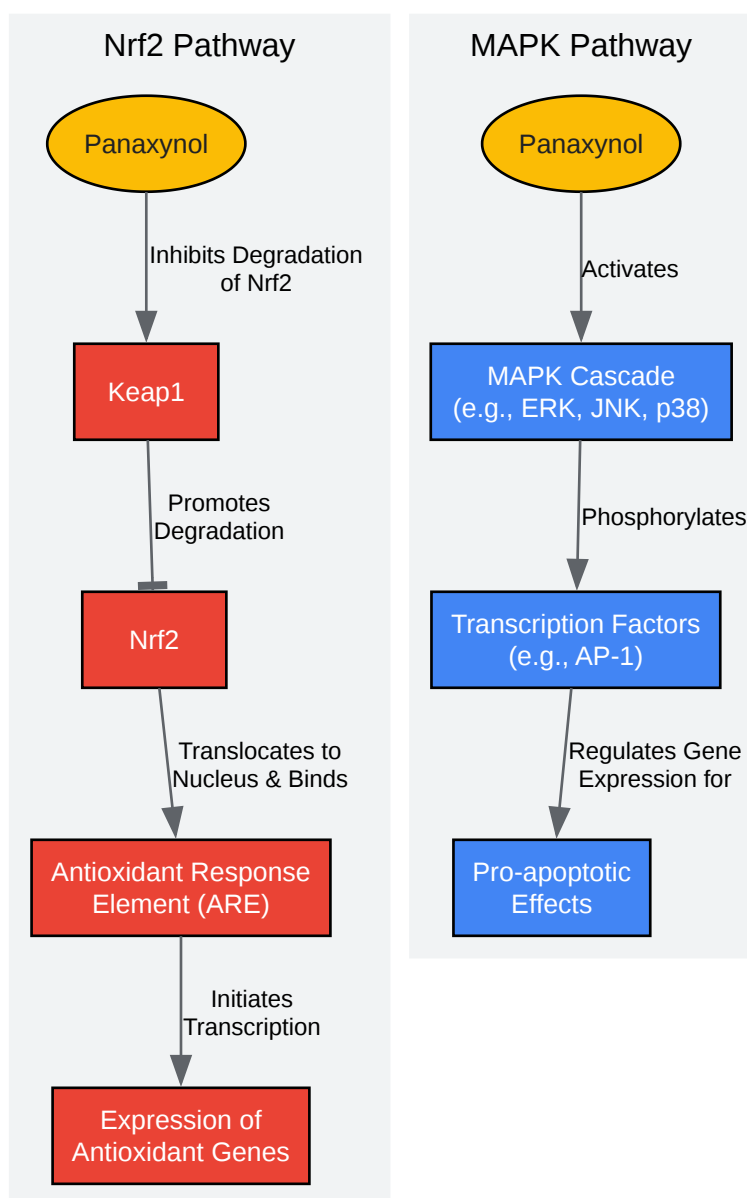 Nrf2 Pathway
Panaxynol
Inhibits Degradation
of Nrf2
Keap1
Promotes
Degradation
Nrf2
Translocates to
Nucleus & Binds
Antioxidant Response
Element (ARE)
Initiates
Transcription
Expression of
Antioxidant Genes
MAPK Pathway
Panaxynol
Activates
MAPK Cascade
(e.g., ERK, JNK, p38)
Phosphorylates
Transcription Factors
(e.g., AP-1)
Regulates Gene
Expression for
Pro-apoptotic
Effects